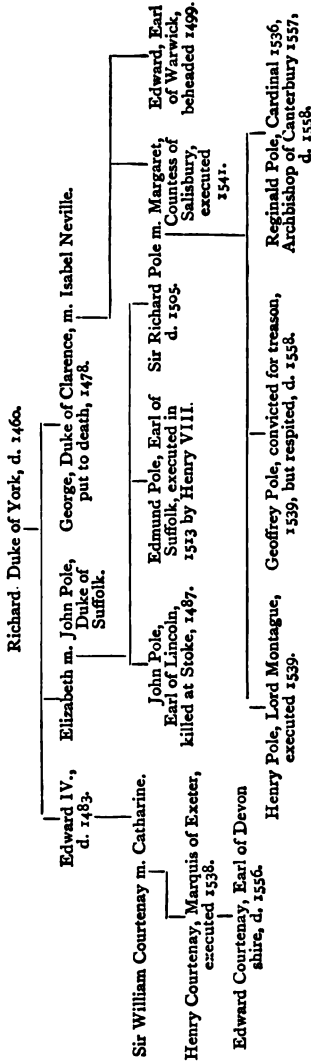 Richard. Duke of York, d. 1460.
Edward IV.,
d. 1483.
Elizabeth m. John Pole,
Duke of
Suffolk.
George, Duke of Clarence, m. Isabel Neville.
put to death, 1478.
Sir William Courtenay m. Catharine.
John Pole,
Earl of Lincoln,
killed at Stoke, 1487.
Edmund Pole, Earl of
Suffolk, executed in
1513 by Henry VIII.
Sir Richard Pole m. Margaret,
d. 1505.
Countess of
Salisbury,
executed
1541.
Edward, Earl
of Warwick,
beheaded 1499.
Henry Courtenay, Marquis of Exeter,
executed 1538.
Edward Courtenay, Earl of Devon
shire, d. 1556.
Henry Pole, Lord Montague,
executed 1539.
Geoffrey Pole, convicted for treason,
1539, but respited, d. 1558.
Reginald Pole, Cardinal 1536,
Archbishop of Canterbury 1557,
d. 1558.